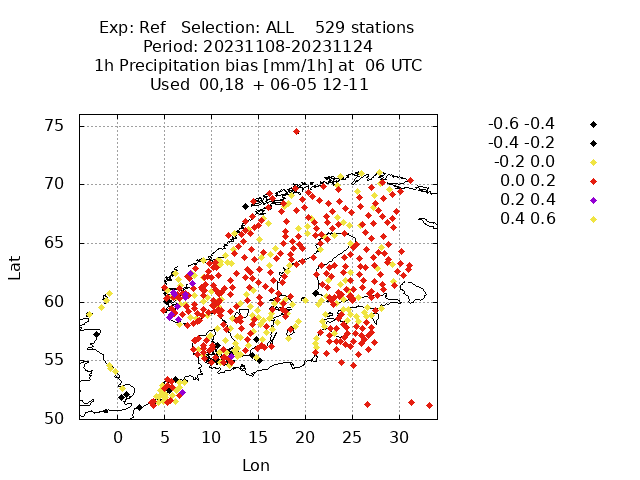 Exp: Ref   Selection: ALL    529 stations
Period: 20231108-20231124
1h Precipitation bias [mm/1h] at  06 UTC
Used  00,18  + 06-05 12-11
-0.6 -0.4
-0.4 -0.2
-0.2 0.0
0.0 0.2
0.2 0.4
0.4 0.6
Lat
75
70
65
60
55
50
0 5 10 15 20 25 30
Lon